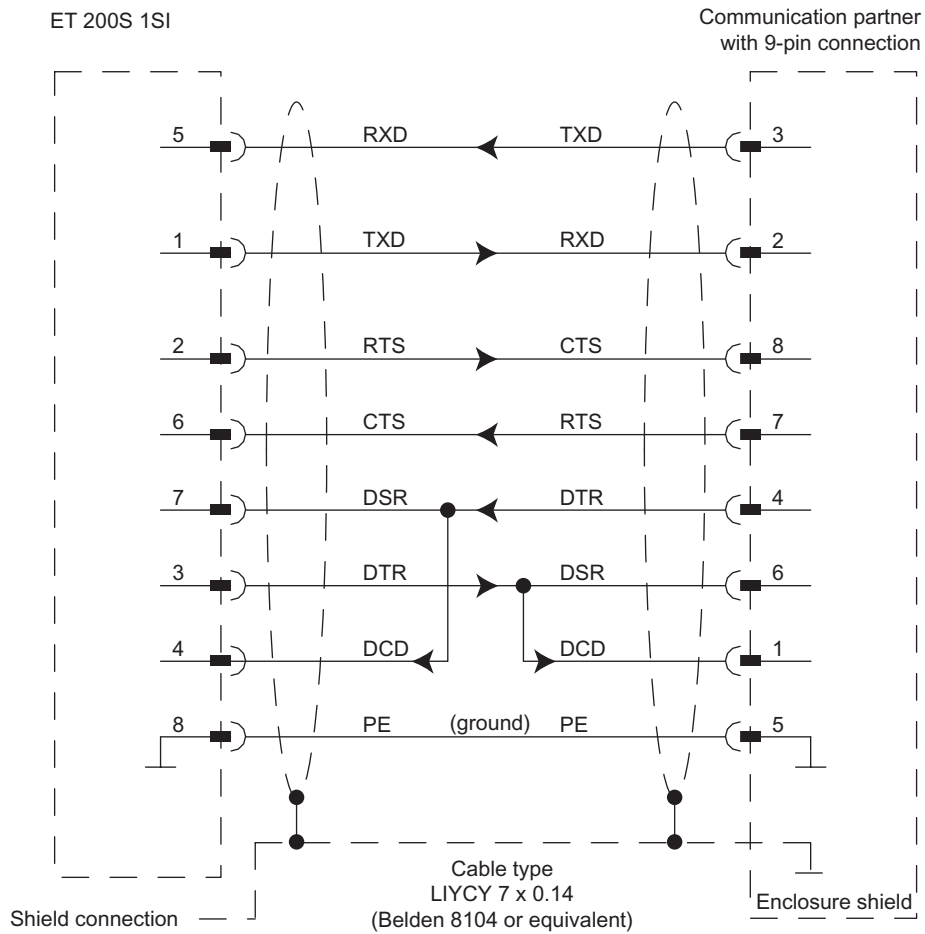 ET 200S 1SI
Communication partner
with 9-pin connection
5 RXD TXD 3
1 TXD RXD 2
2 RTS CTS 8
6 CTS RTS 7
7 DSR DTR 4
3 DTR DSR 6
4 DCD DCD 1
8 PE (ground) PE 5
Cable type
LIYCY 7 x 0.14
(Belden 8104 or equivalent)
Shield connection
Enclosure shield